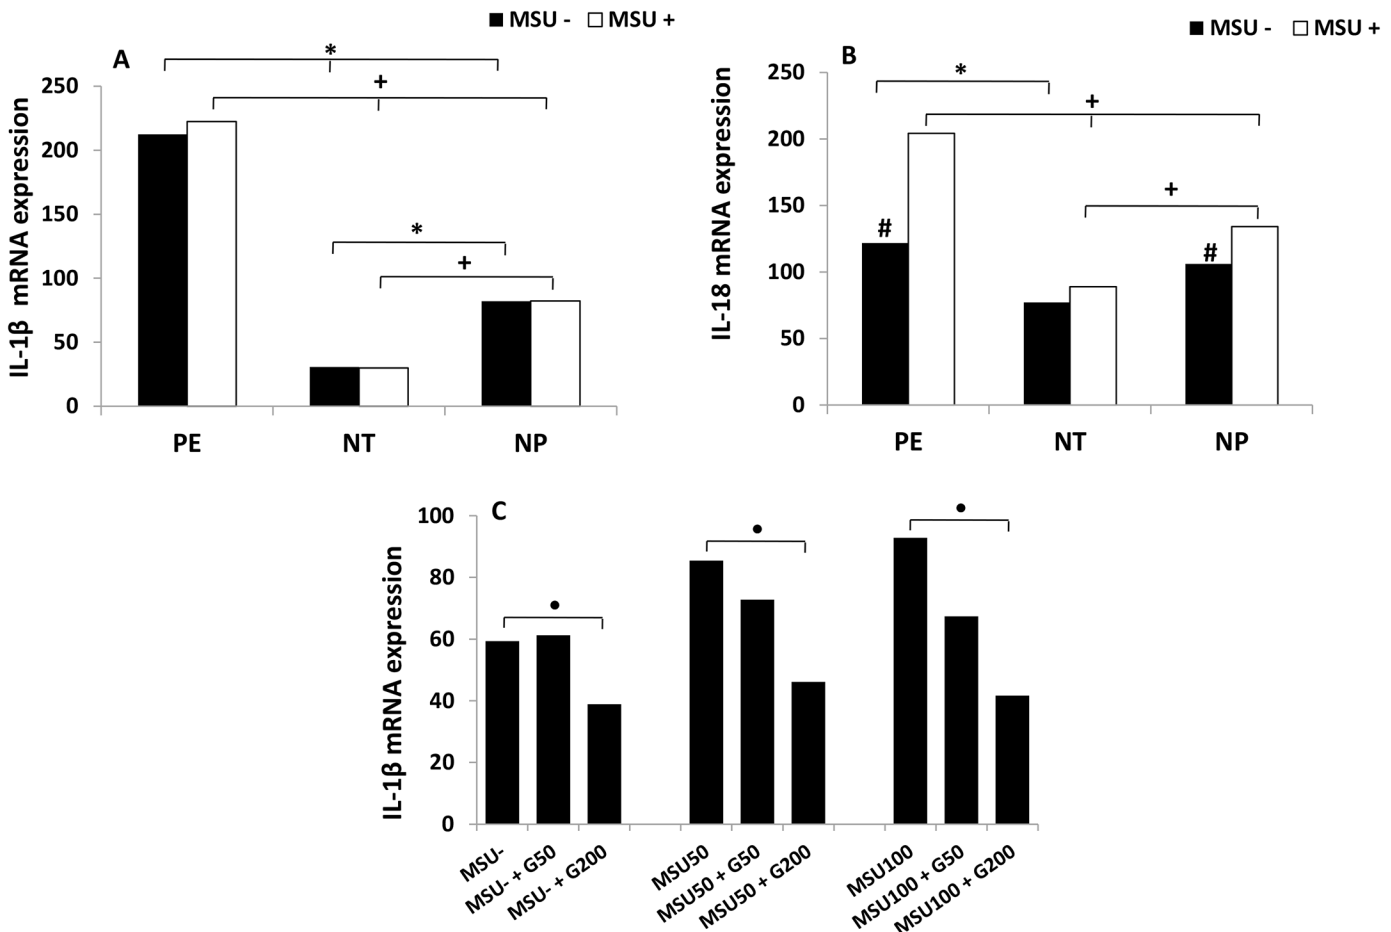 MSU - MSU +
A
*
+
*
+
IL-1β mRNA expression
250
200
150
100
50
0
PE NT NP
MSU - MSU +
B
*
+
+
#
#
IL-18 mRNA expression
250
200
150
100
50
0
PE NT NP
C
•
•
•
IL-1β mRNA expression
100
80
60
40
20
0
MSU-
MSU- + G50
MSU- + G200
MSU50
MSU50 + G50
MSU50 + G200
MSU100
MSU100 + G50
MSU100 + G200